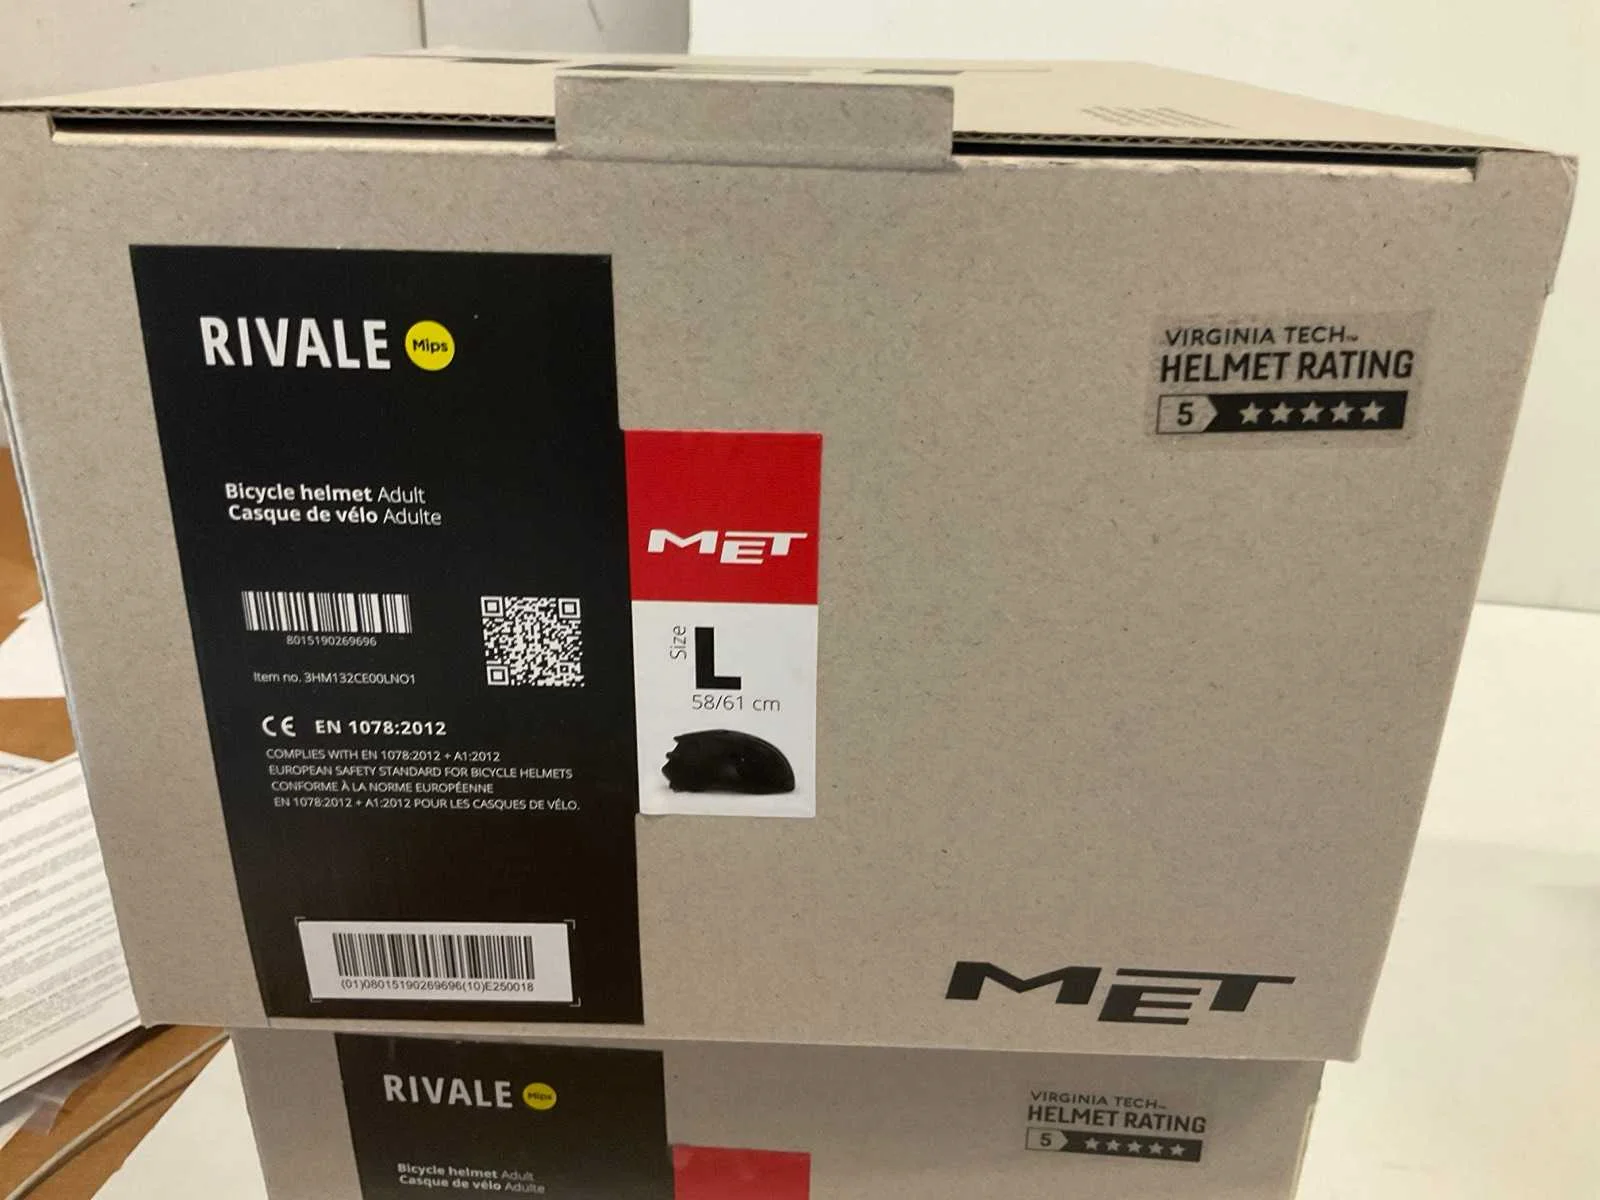 RIVALE Mips
Bicycle helmet Adult
Casque de vélo Adulte
8015190269696
Item no. 3HM132CE00LNO1
CE EN 1078:2012
COMPLIES WITH EN 1078:2012 + A1:2012
EUROPEAN SAFETY STANDARD FOR BICYCLE HELMETS
CONFORME À LA NORME EUROPÉENNE
EN 1078:2012 + A1:2012 POUR LES CASQUES DE VÉLO.
(01)08015190269696(10)E250018
MET
Size L
58/61 cm
VIRGINIA TECH™
HELMET RATING
5
MET
RIVALE Mips
Bicycle helmet Adult
Casque de vélo Adulte
VIRGINIA TECH™
HELMET RATING
5